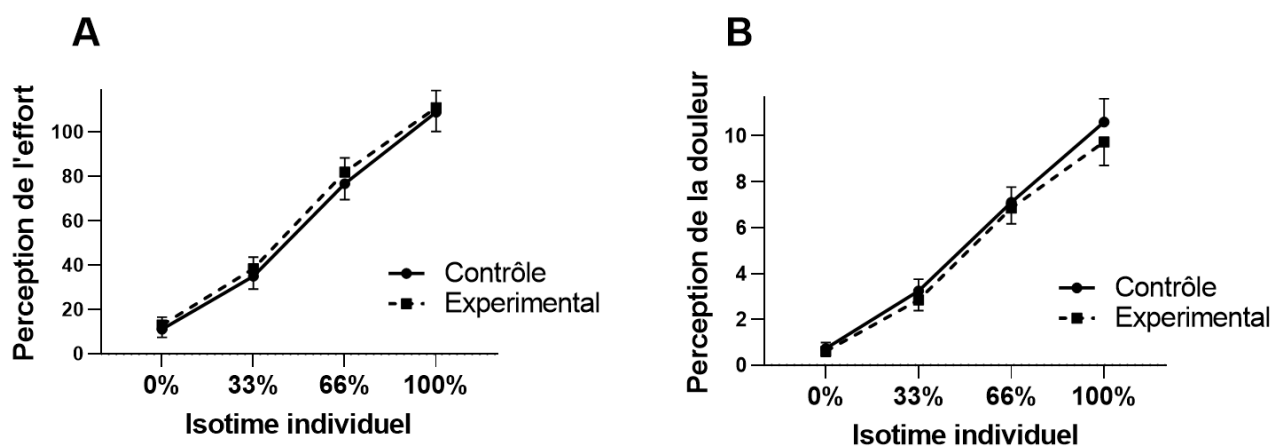 A
Perception de l'effort
100
80
60
40
20
0
0% 33% 66% 100%
Isotime individuel
Contrôle
Experimental
B
Perception de la douleur
10
8
6
4
2
0
0% 33% 66% 100%
Isotime individuel
Contrôle
Experimental